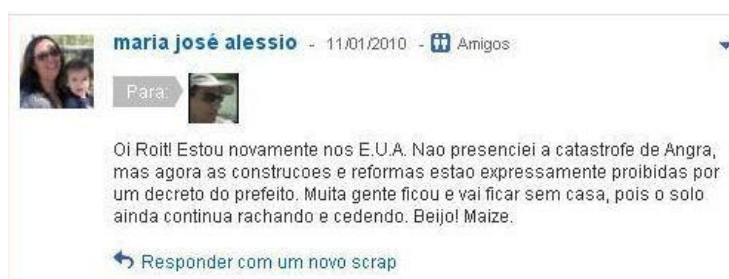 maria josé alessio - 11/01/2010 - Amigos
Para:
Oi Roit! Estou novamente nos E.U.A. Nao presenciei a catastrofe de Angra,
mas agora as construcoes e reformas estao expressamente proibidas por
um decreto do prefeito. Muita gente ficou e vai ficar sem casa, pois o solo
ainda continua rachando e cedendo. Beijo! Maize.
Responder com um novo scrap